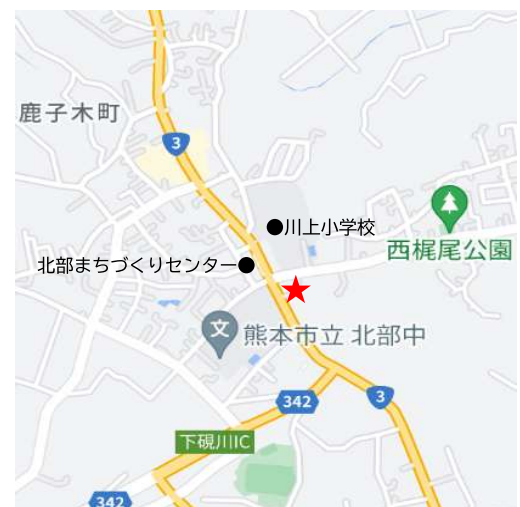 鹿子木町
3
●川上小学校
西梶尾公園
北部まちづくりセンター●
文
熊本市立 北部中
342
3
下硯川IC
342